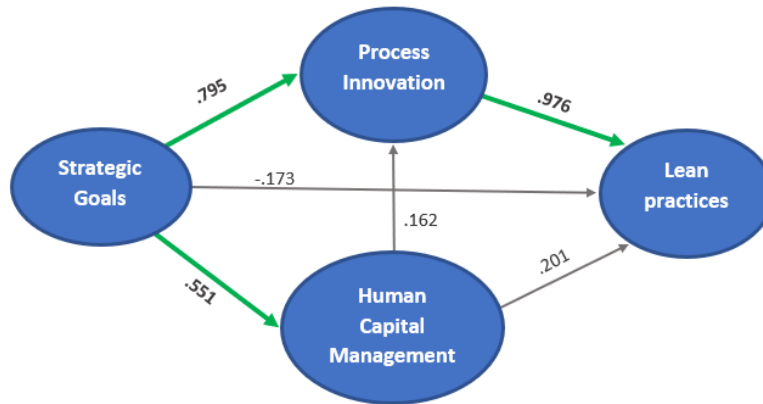 Process
Innovation
.795
.976
Strategic
Goals
-.173
Lean
practices
.162
.201
.551
Human
Capital
Management